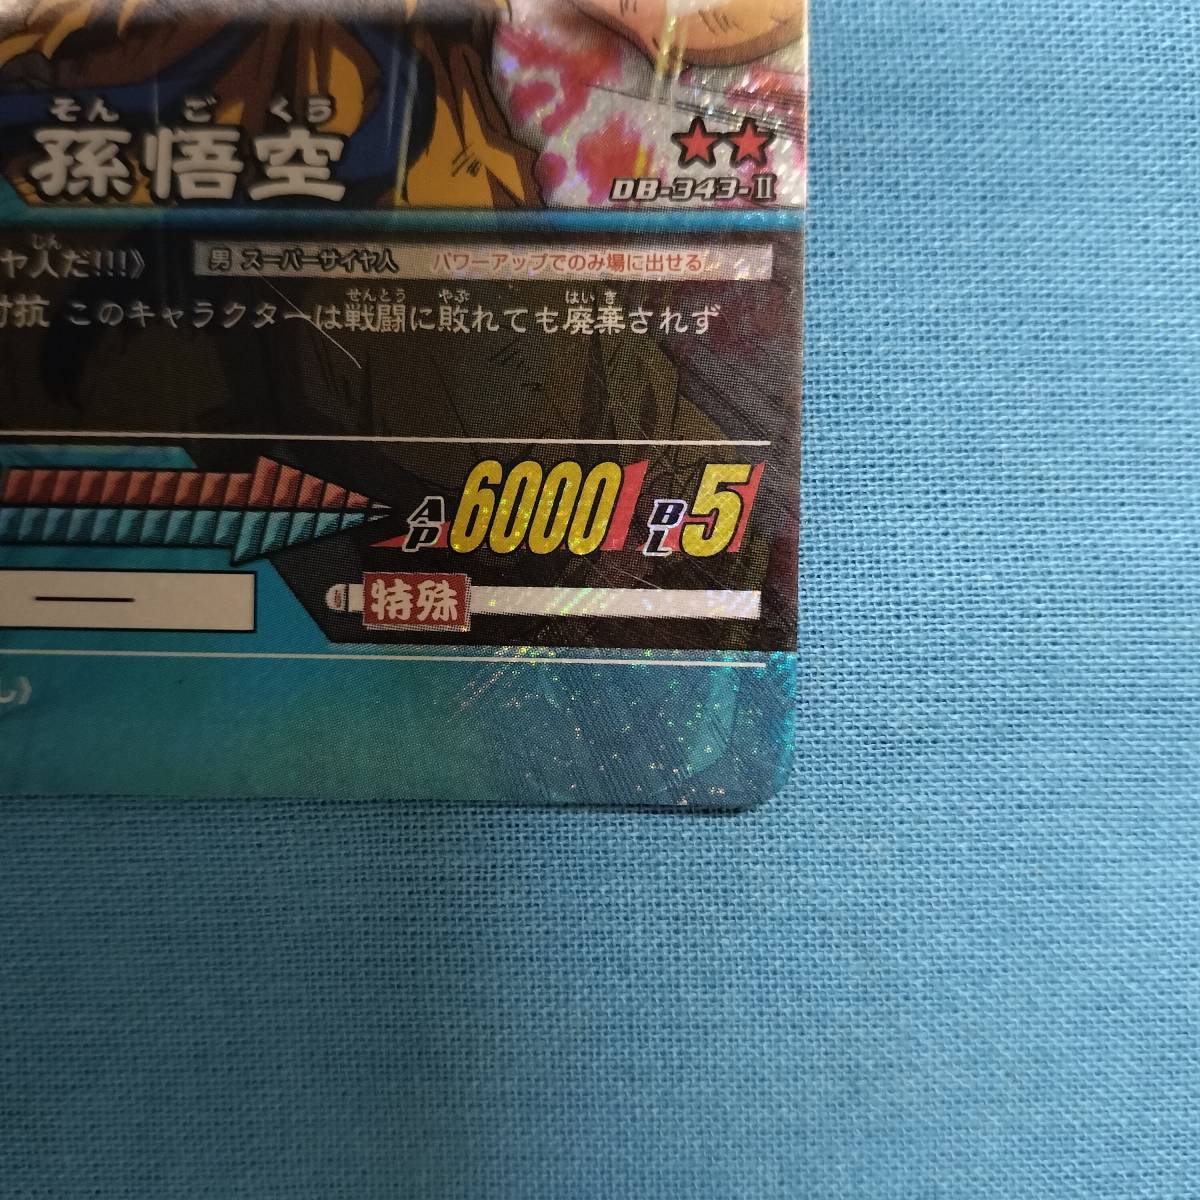 そん ご くう
孫悟空
★★
DB-343-II
じん
ヤ人だ!!!》
男 スーパーサイヤ人 パワーアップでのみ場に出せる
せんとう やぶ はいき
対抗 このキャラクターは戦闘に敗れても廃棄されず
AP 6000 BL 5
特殊
し》